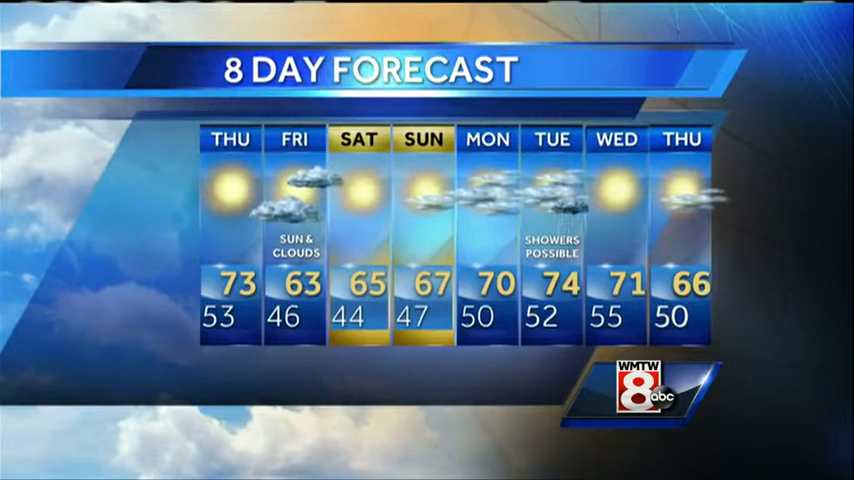 8 DAY FORECAST
THU FRI SAT SUN MON TUE WED THU
SUN &
CLOUDS
SHOWERS
POSSIBLE
73 63 65 67 70 74 71 66
53 46 44 47 50 52 55 50
WMTW
8
abc